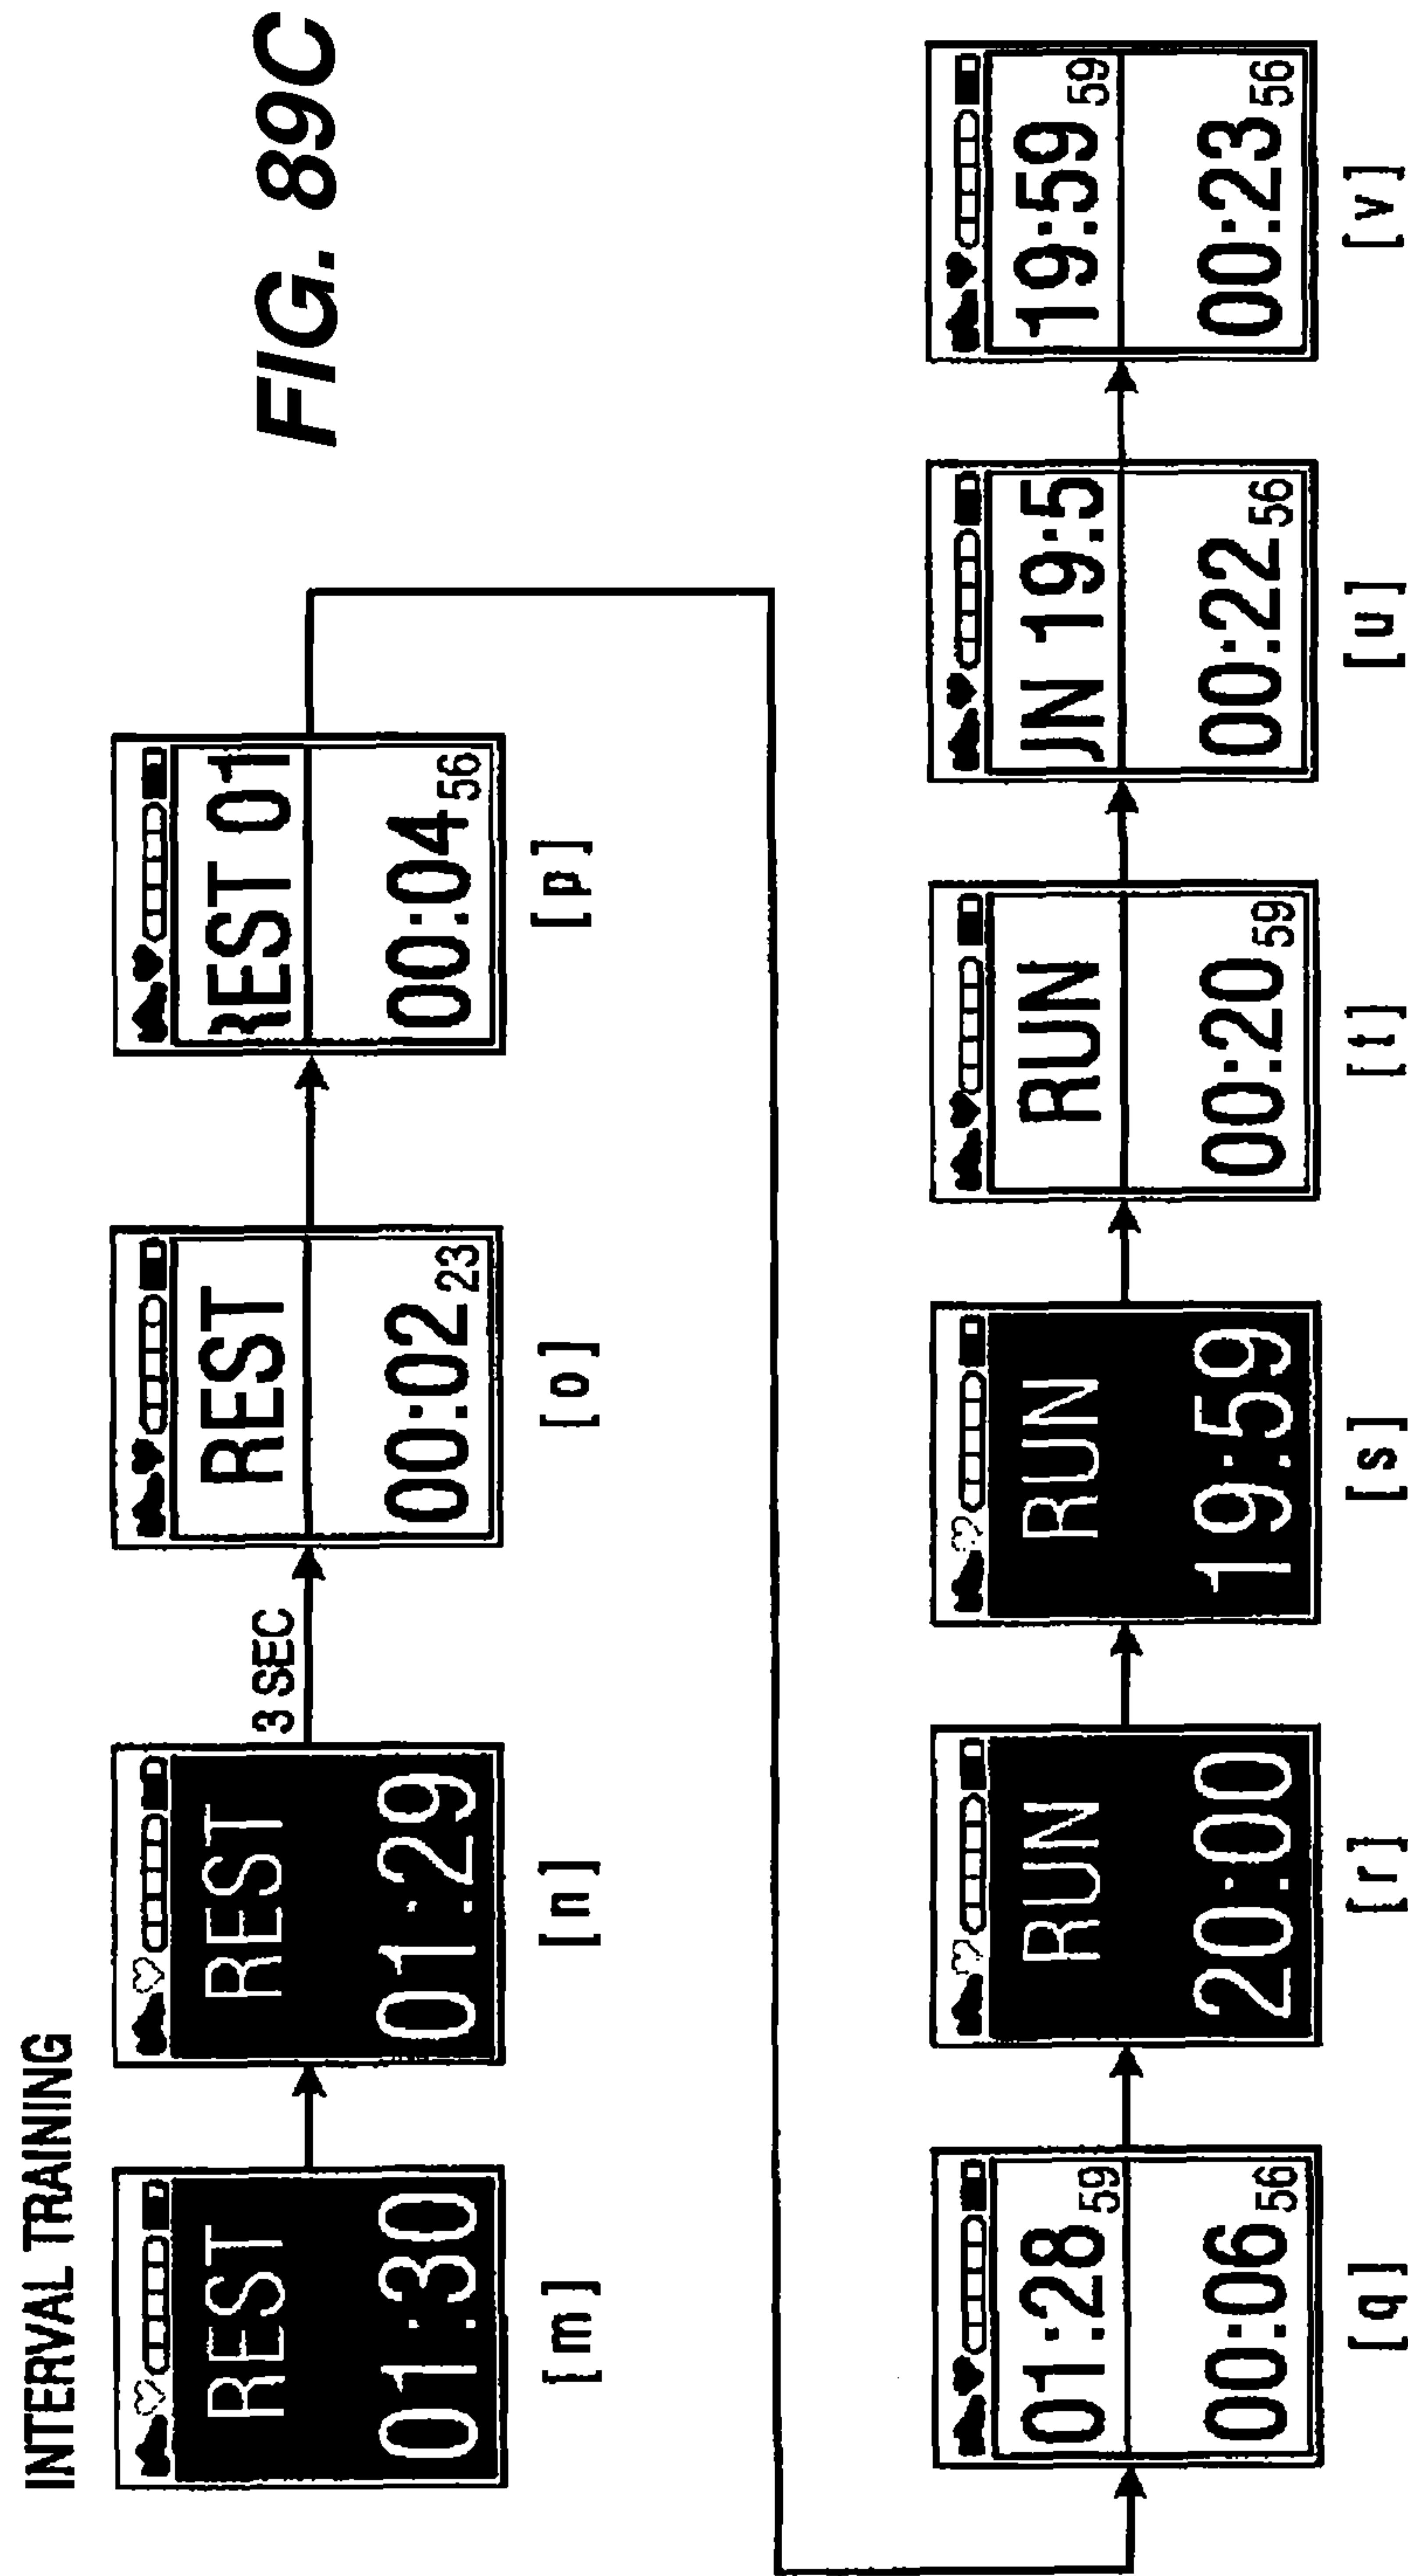 FIG. 89C
INTERVAL TRAINING
REST
01:30
[m]
REST
01:29
[n]
3 SEC
REST
00:02 23
[o]
REST 01
00:04 56
[p]
01:28 59
00:06 56
[q]
RUN
20:00
[r]
RUN
19:59
[s]
RUN
00:20 59
[t]
UN 19:5
00:22 56
[u]
19:59 59
00:23 56
[v]